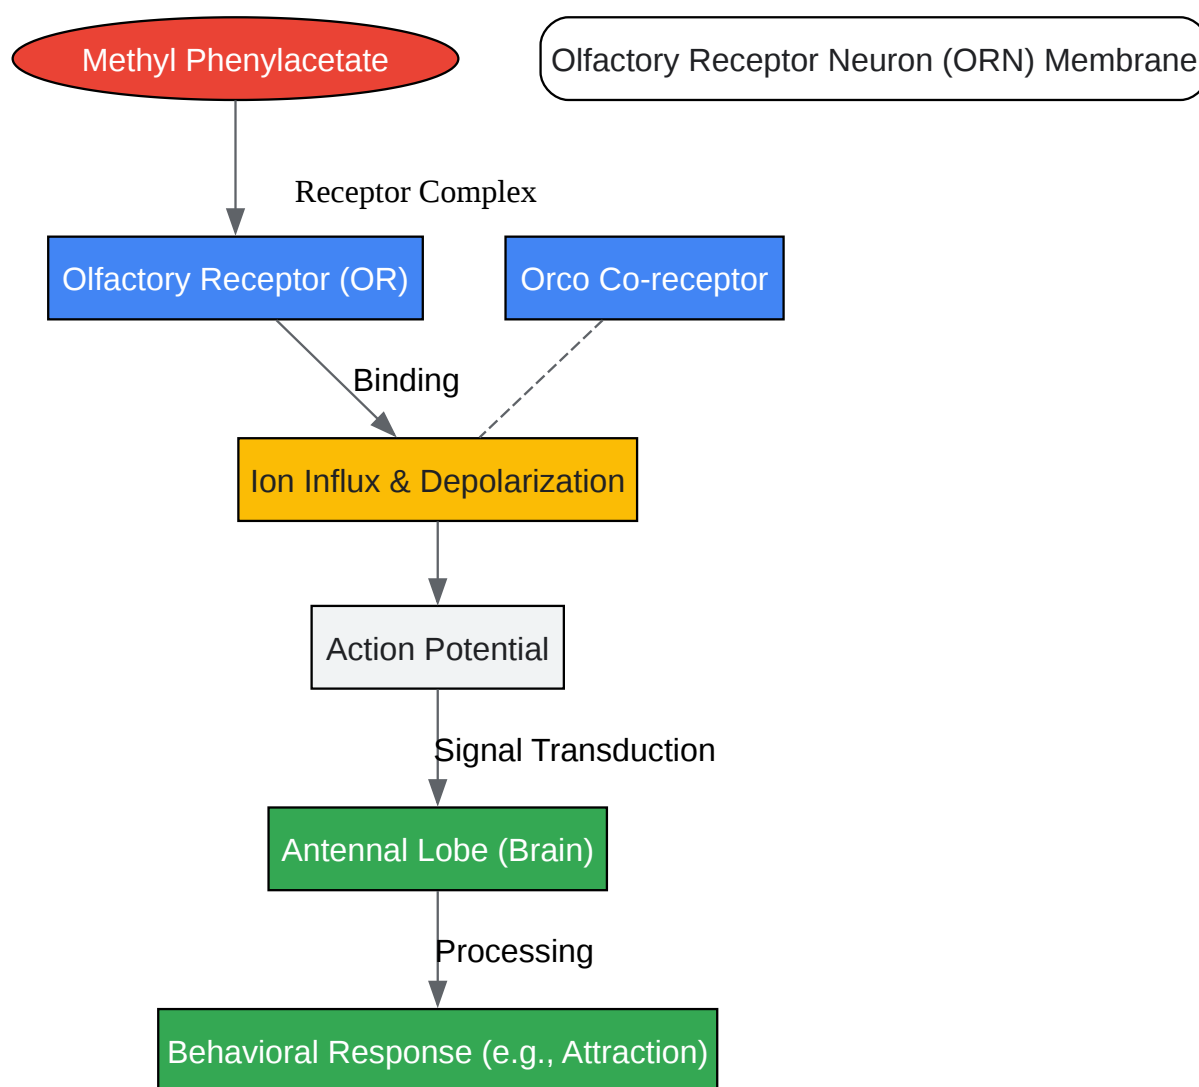 Methyl Phenylacetate
Olfactory Receptor Neuron (ORN) Membrane
Receptor Complex
Olfactory Receptor (OR)
Orco Co-receptor
Binding
Ion Influx & Depolarization
Action Potential
Signal Transduction
Antennal Lobe (Brain)
Processing
Behavioral Response (e.g., Attraction)